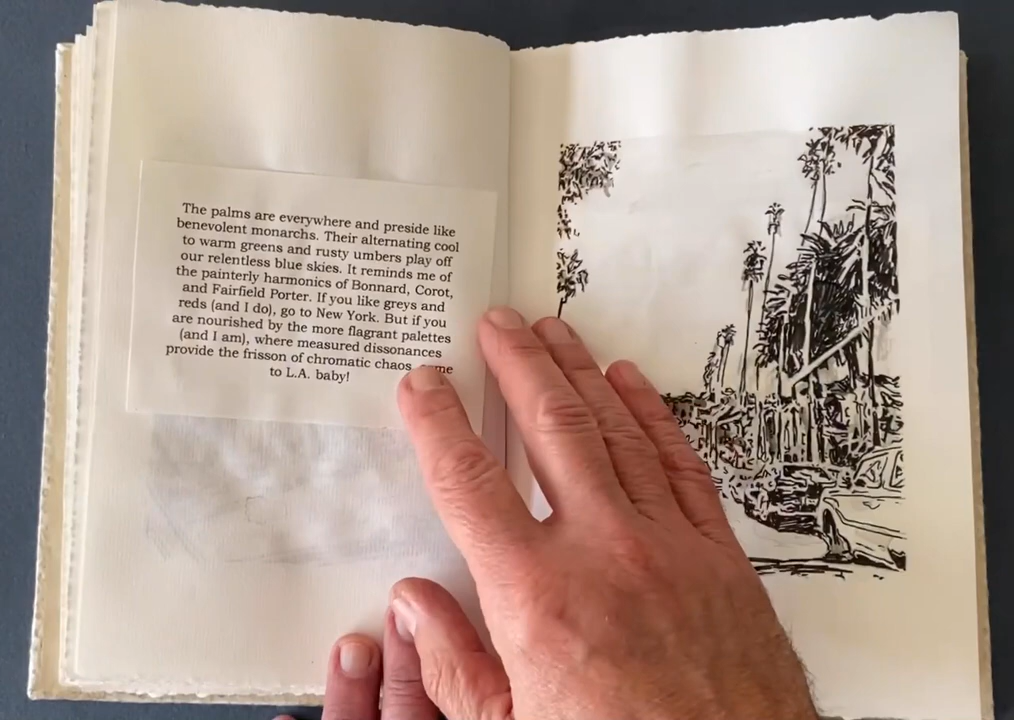 The palms are everywhere and preside like
benevolent monarchs. Their alternating cool
to warm greens and rusty umbers play off
our relentless blue skies. It reminds me of
the painterly harmonics of Bonnard, Corot,
and Fairfield Porter. If you like greys and
reds (and I do), go to New York. But if you
are nourished by the more flagrant palettes
(and I am), where measured dissonances
provide the frisson of chromatic chaos
to L.A. baby!